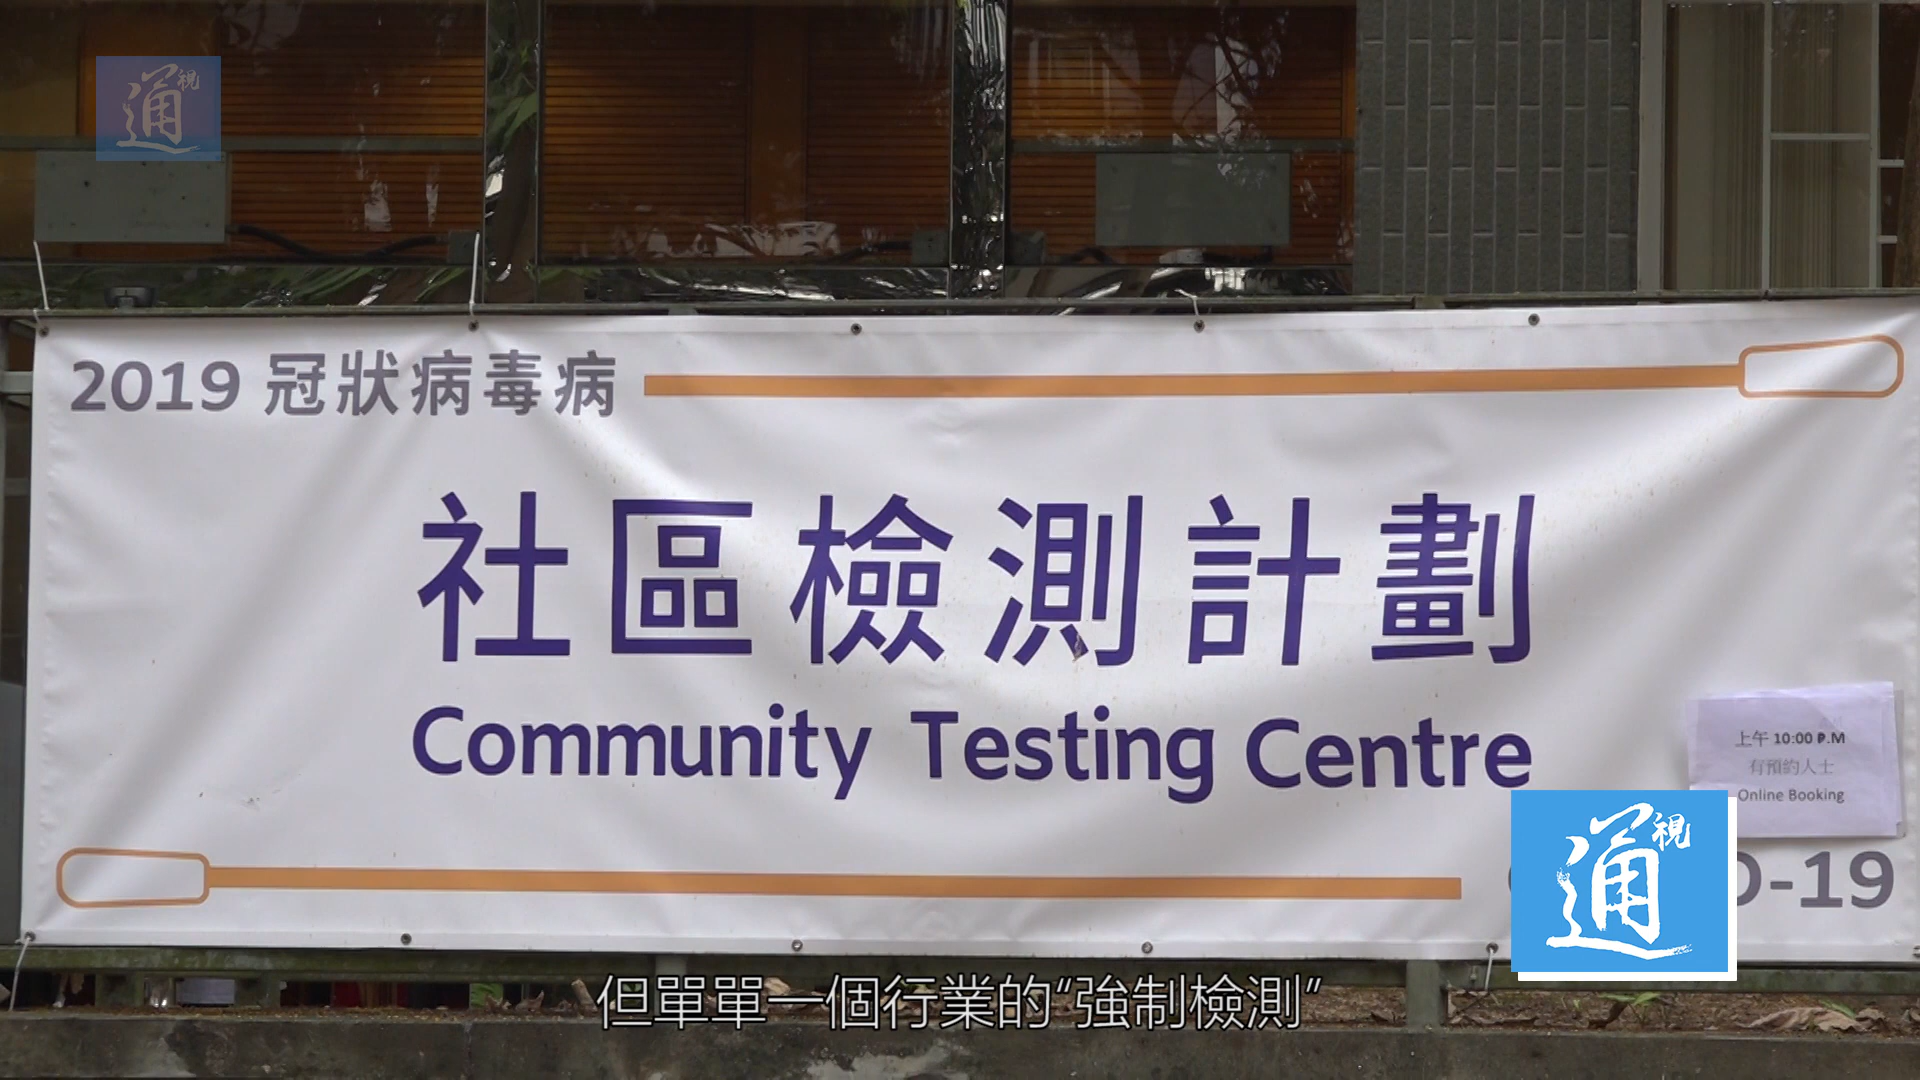 通視
2019 冠狀病毒病
社區檢測計劃
Community Testing Centre
上午 10:00 P.M
有預約人士
Online Booking
通視
-19
但單單一個行業的“強制檢測”